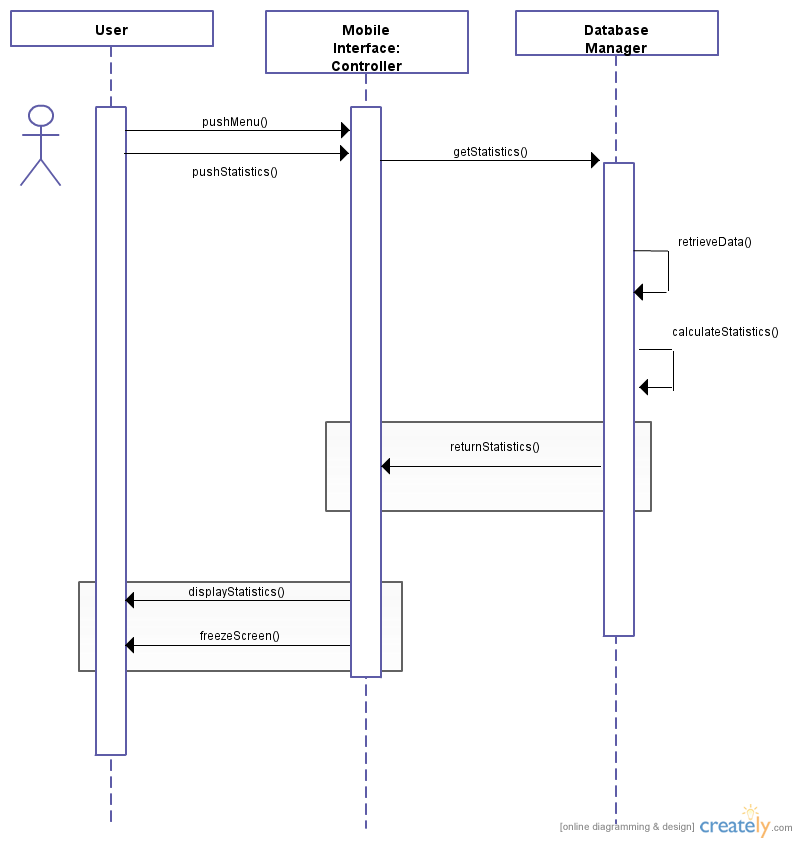 User
Mobile
Interface:
Controller
Database
Manager
pushMenu()
pushStatistics()
getStatistics()
retrieveData()
calculateStatistics()
returnStatistics()
displayStatistics()
freezeScreen()
[online diagramming & design] creately.com